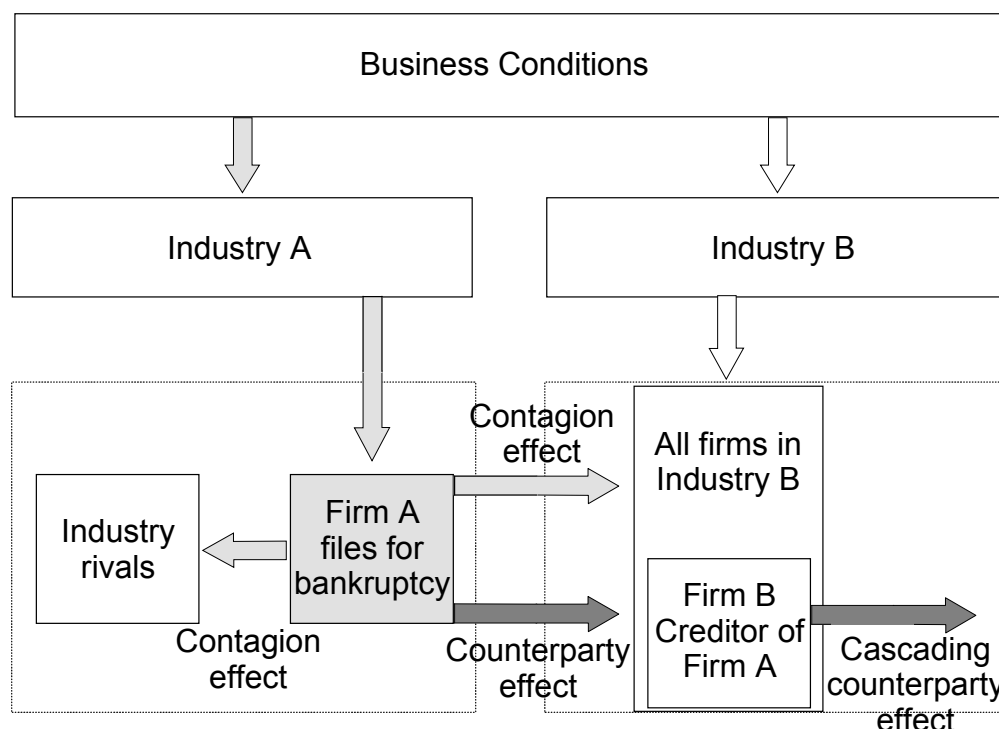 Business Conditions
Industry A
Industry B
Contagion
effect
All firms in
Industry B
Industry
rivals
Firm A
files for
bankruptcy
Contagion
effect
Counterparty
effect
Firm B
Creditor of
Firm A
Cascading
counterparty
effect